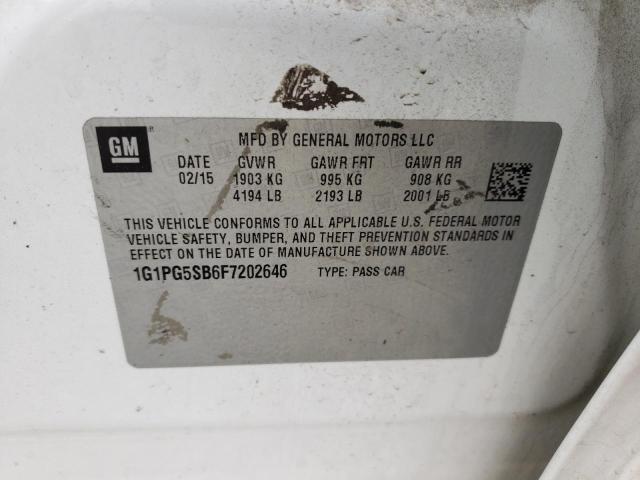 GM
MFD BY GENERAL MOTORS LLC
DATE GVWR GAWR FRT GAWR RR
02/15 1903 KG 995 KG 908 KG
4194 LB 2193 LB 2001 LB
THIS VEHICLE CONFORMS TO ALL APPLICABLE U.S. FEDERAL MOTOR
VEHICLE SAFETY, BUMPER, AND THEFT PREVENTION STANDARDS IN
EFFECT ON THE DATE OF MANUFACTURE SHOWN ABOVE.
1G1PG5SB6F7202646 TYPE: PASS CAR